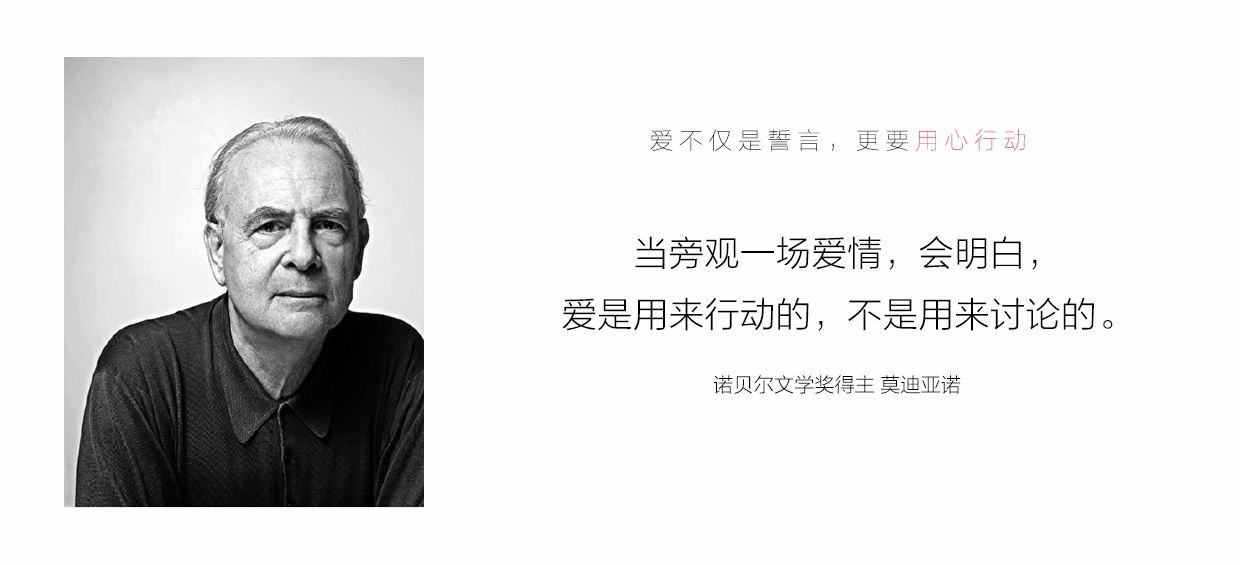 爱不仅是誓言，更要用心行动
当旁观一场爱情，会明白，
爱是用来行动的，不是用来讨论的。
诺贝尔文学奖得主 莫迪亚诺